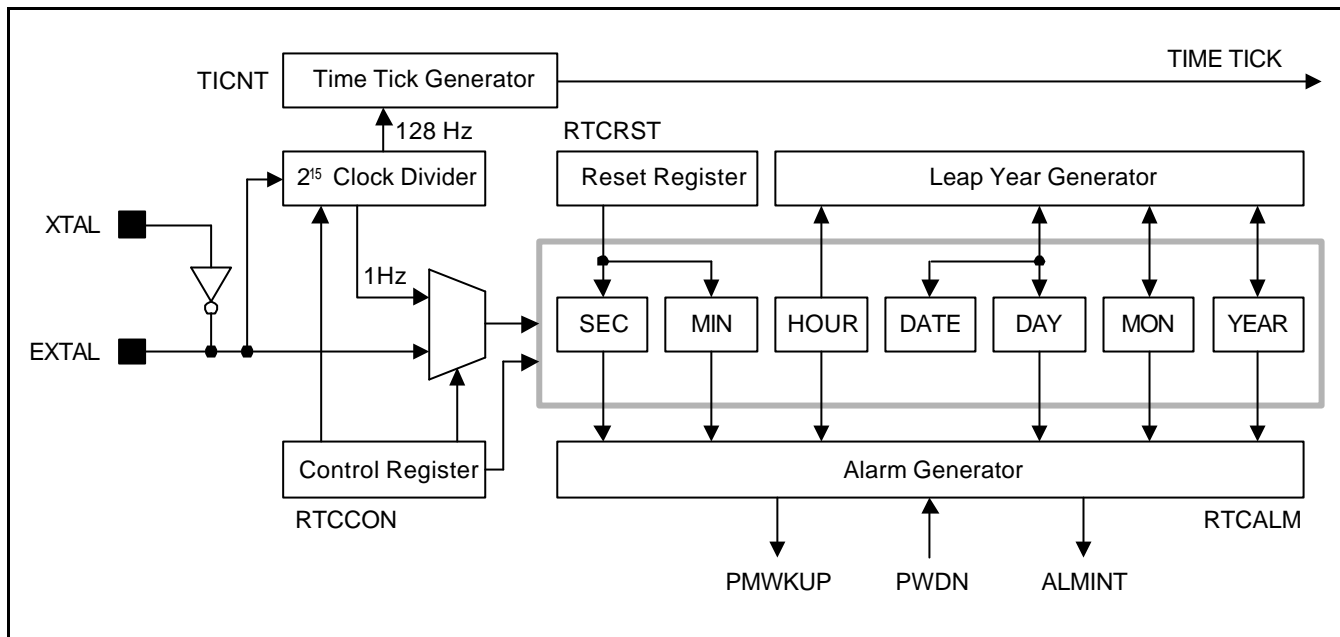 TIME TICK
TICNT
Time Tick Generator
128 Hz
RTCRST
2¹⁵ Clock Divider
Reset Register
Leap Year Generator
XTAL
1Hz
SEC
MIN
HOUR
DATE
DAY
MON
YEAR
EXTAL
Control Register
Alarm Generator
RTCCON
RTCALM
PMWKUP
PWDN
ALMINT